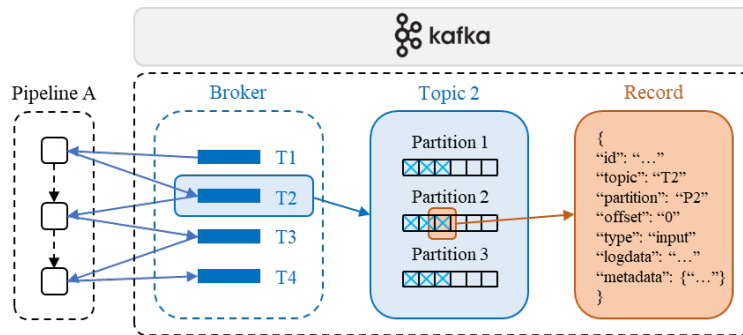 kafka
Pipeline A
Broker
Topic 2
Record
T1
T2
T3
T4
Partition 1
Partition 2
Partition 3
{
“id”: “…”
“topic”: “T2”
“partition”: “P2”
“offset”: “0”
“type”: “input”
“logdata”: “…”
“metadata”: {“…”}
}